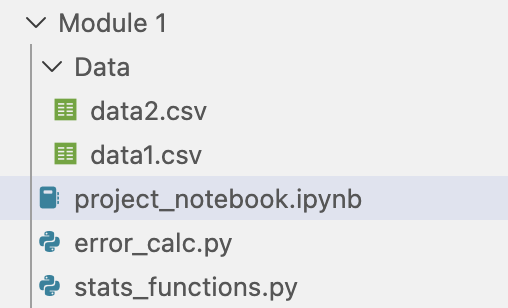 Module 1
Data
data2.csv
data1.csv
project_notebook.ipynb
error_calc.py
stats_functions.py